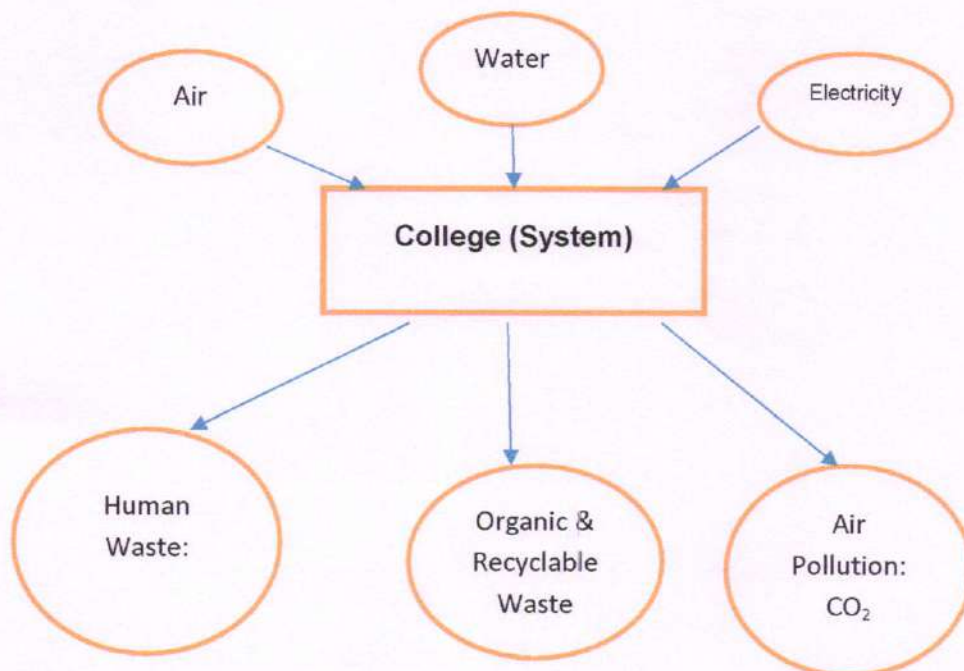 Air
Water
Electricity
College (System)
Human
Waste:
Organic &
Recyclable
Waste
Air
Pollution:
CO₂